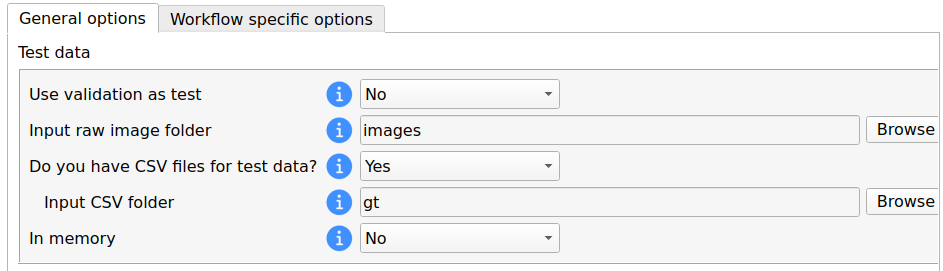 General options Workflow specific options
Test data
Use validation as test i No
Input raw image folder i images Browse
Do you have CSV files for test data? i Yes
Input CSV folder i gt Browse
In memory i No